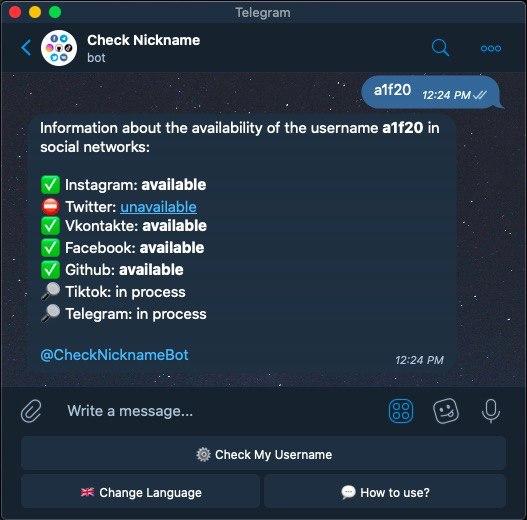 Telegram
Check Nickname
bot
a1f20 12:24 PM
Information about the availability of the username a1f20 in
social networks:
Instagram: available
Twitter: unavailable
Vkontakte: available
Facebook: available
Github: available
Tiktok: in process
Telegram: in process
@CheckNicknameBot
12:24 PM
Write a message...
Check My Username
Change Language
How to use?